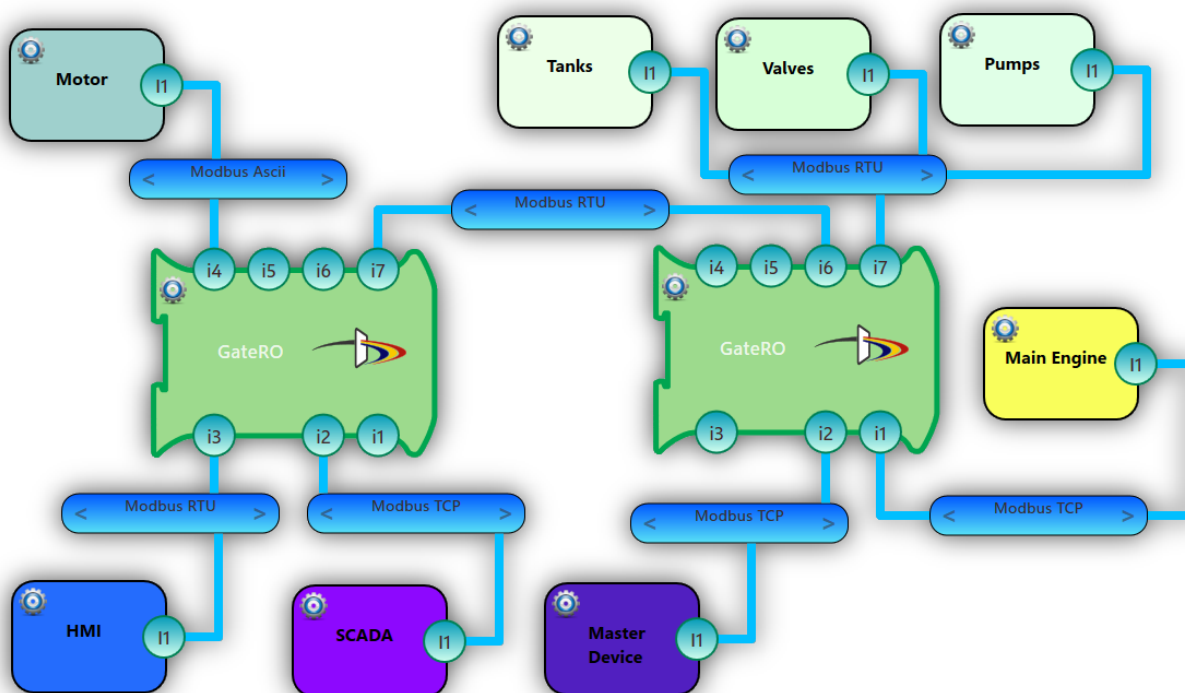 Motor
I1
Tanks
I1
Valves
I1
Pumps
I1
Modbus Ascii
< >
Modbus RTU
< >
Modbus RTU
< >
i4 i5 i6 i7
i4 i5 i6 i7
GateRO
GateRO
Main Engine
I1
i3 i2 i1
i3 i2 i1
Modbus RTU
< >
Modbus TCP
< >
Modbus TCP
< >
Modbus TCP
< >
HMI
I1
SCADA
I1
Master
Device
I1